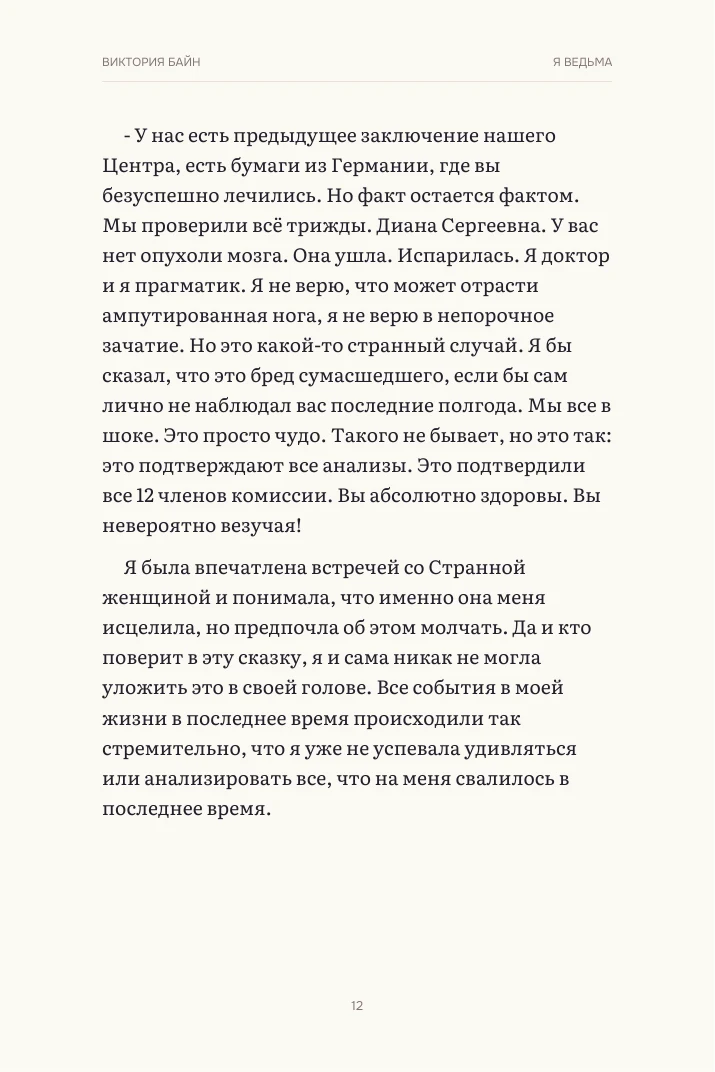 ВИКТОРИЯ БАЙН Я ВЕДЬМА
- У нас есть предыдущее заключение нашего
Центра, есть бумаги из Германии, где вы
безуспешно лечились. Но факт остается фактом.
Мы проверили всё трижды. Диана Сергеевна. У вас
нет опухоли мозга. Она ушла. Испарилась. Я доктор
и я прагматик. Я не верю, что может отрасти
ампутированная нога, я не верю в непорочное
зачатие. Но это какой-то странный случай. Я бы
сказал, что это бред сумасшедшего, если бы сам
лично не наблюдал вас последние полгода. Мы все в
шоке. Это просто чудо. Такого не бывает, но это так:
это подтверждают все анализы. Это подтвердили
все 12 членов комиссии. Вы абсолютно здоровы. Вы
невероятно везучая!
Я была впечатлена встречей со Странной
женщиной и понимала, что именно она меня
исцелила, но предпочла об этом молчать. Да и кто
поверит в эту сказку, я и сама никак не могла
уложить это в своей голове. Все события в моей
жизни в последнее время происходили так
стремительно, что я уже не успевала удивляться
или анализировать все, что на меня свалилось в
последнее время.
12